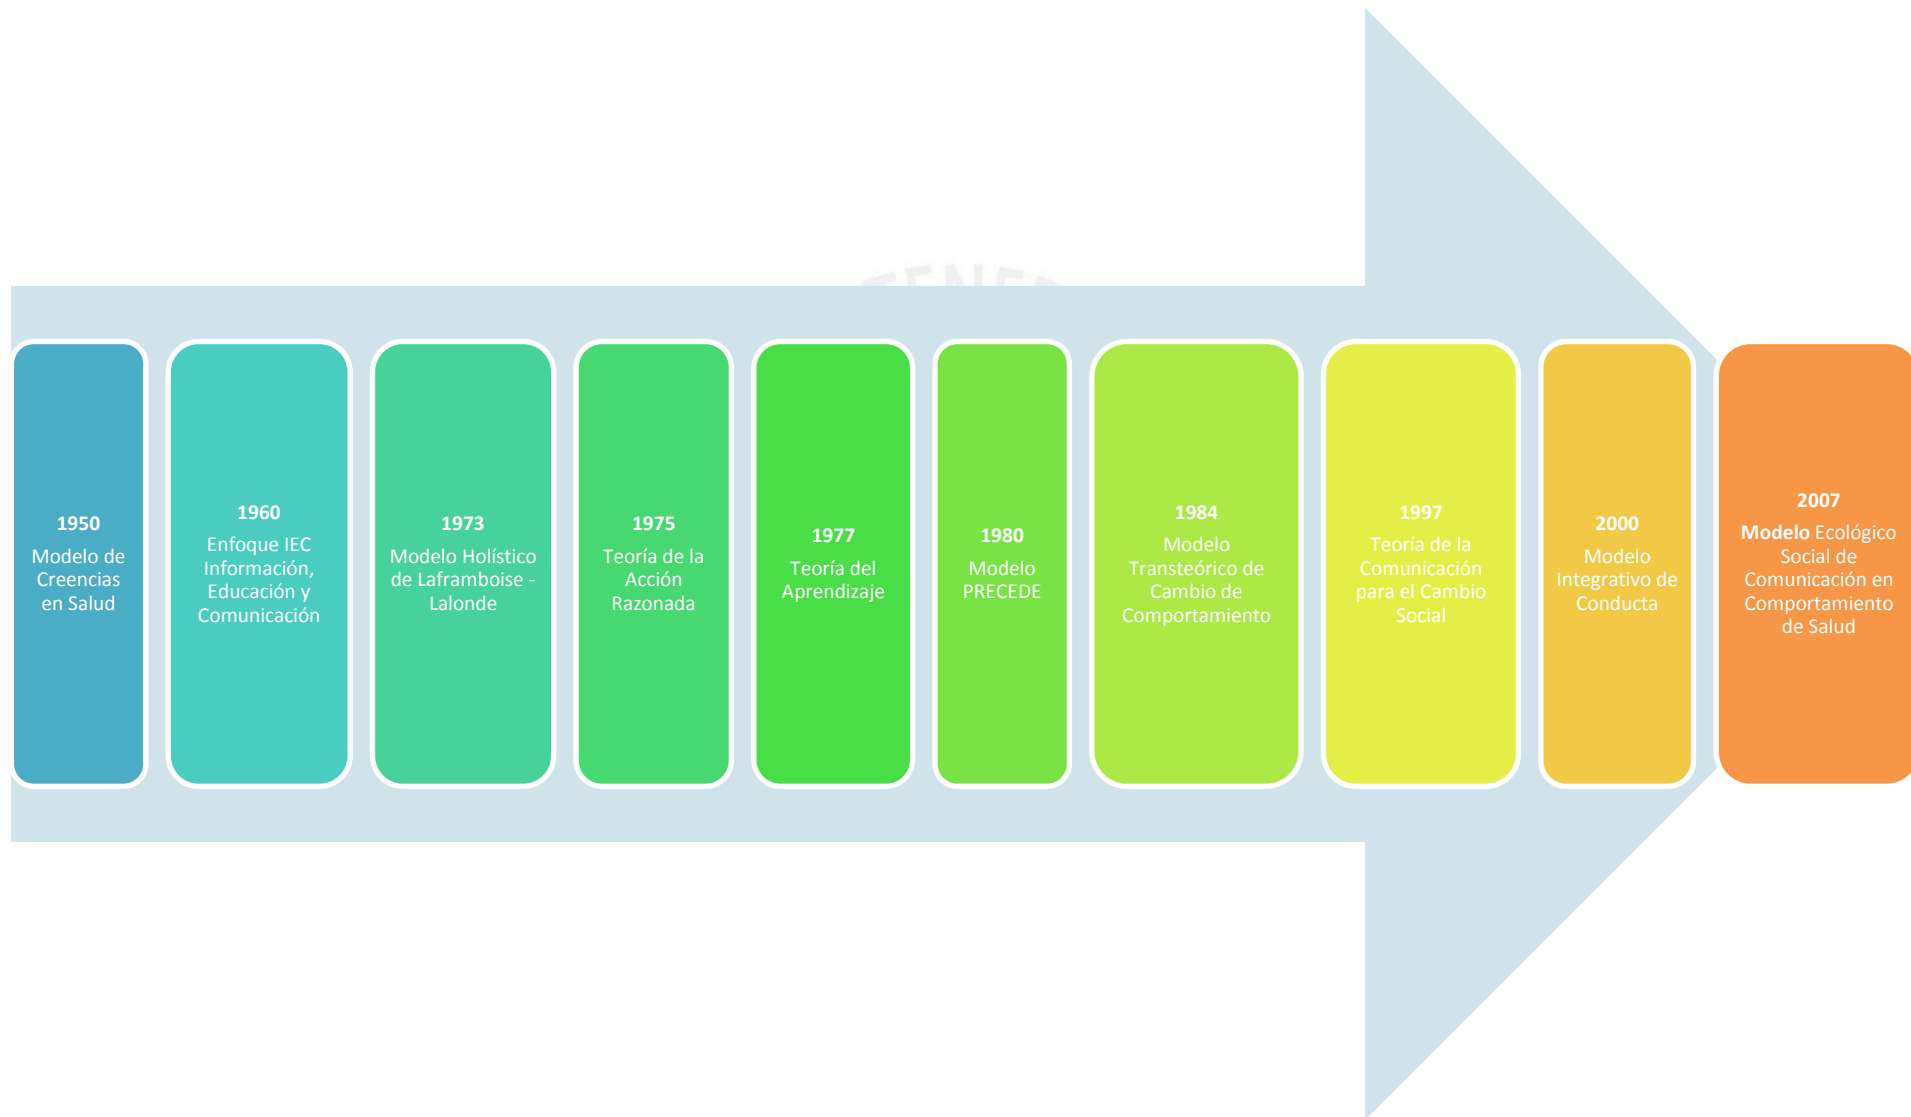 1950
Modelo de
Creencias
en Salud
1960
Enfoque IEC
Información,
Educación y
Comunicación
1973
Modelo Holístico
de Laframboise -
Lalonde
1975
Teoría de la
Acción
Razonada
1977
Teoría del
Aprendizaje
1980
Modelo
PRECEDE
1984
Modelo
Transteórico de
Cambio de
Comportamiento
1997
Teoría de la
Comunicación
para el Cambio
Social
2000
Modelo
Integrativo de
Conducta
2007
Modelo Ecológico
Social de
Comunicación en
Comportamiento
de Salud